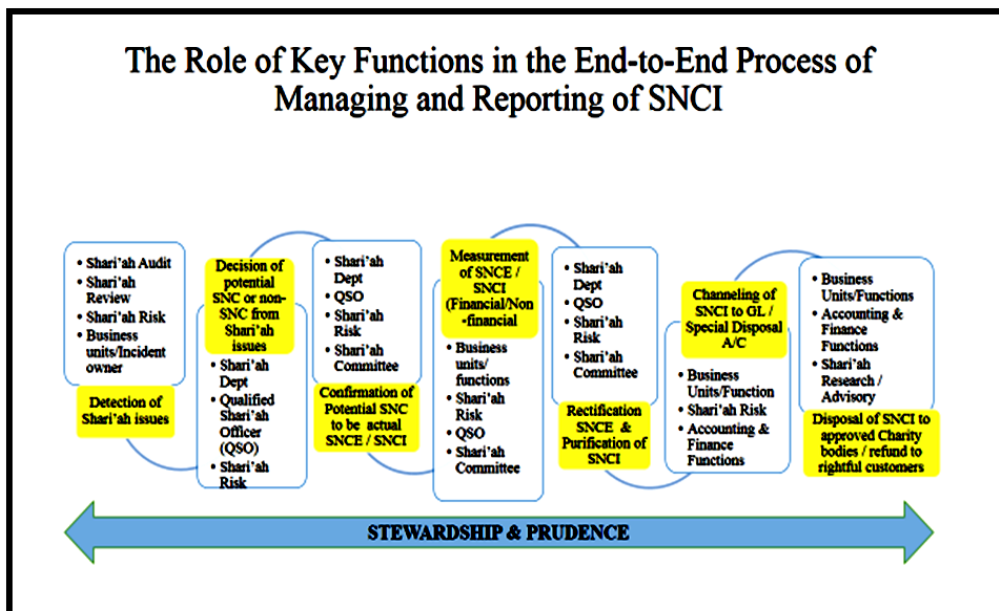 The Role of Key Functions in the End-to-End Process of
Managing and Reporting of SNCI
• Shari'ah Audit
• Shari'ah
Review
• Shari'ah Risk
• Business
units/Incident
owner
Detection of
Shari'ah issues
Decision of
potential
SNC or non-
SNC from
Shari'ah
issues
• Shari'ah
Dept
• Qualified
Shari'ah
Officer
(QSO)
• Shari'ah
Risk
• Shari'ah
Dept
• QSO
• Shari'ah
Risk
• Shari'ah
Committee
Confirmation of
Potential SNC
to be actual
SNCE / SNCI
Measurement
of SNCE /
SNCI
(Financial/Non
-financial
• Business
units/
functions
• Shari'ah
Risk
• QSO
• Shari'ah
Committee
• Shari'ah
Dept
• QSO
• Shari'ah
Risk
• Shari'ah
Committee
Rectification
SNCE &
Purification of
SNCI
Channeling of
SNCI to GL /
Special Disposal
A/C
• Business
Units/Function
• Shari'ah Risk
• Accounting &
Finance
Functions
• Business
Units/Functions
• Accounting &
Finance
Functions
• Shari'ah
Research /
Advisory
Disposal of SNCI to
approved Charity
bodies / refund to
rightful customers
STEWARDSHIP & PRUDENCE